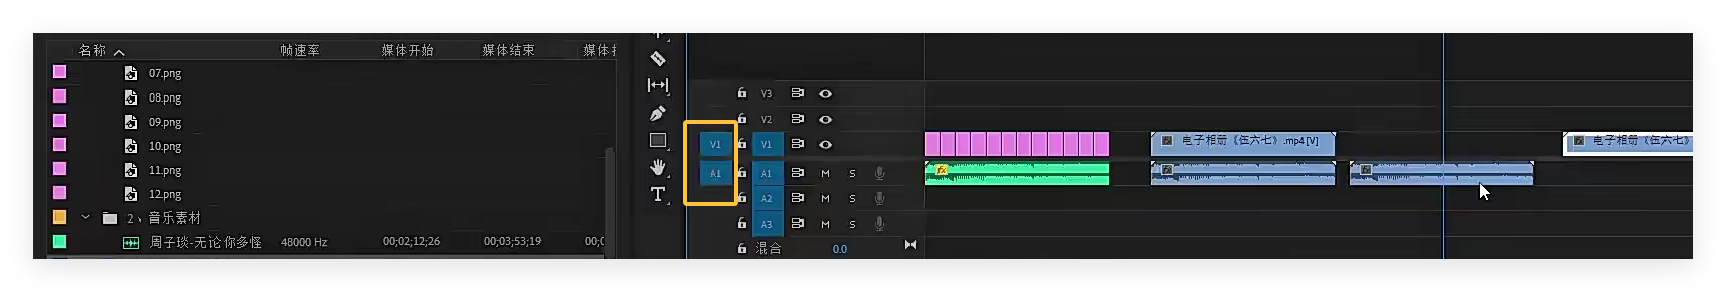 名称 帧速率 媒体开始 媒体结束 媒体
07.png
08.png
09.png
10.png
11.png
12.png
2、音乐素材
周子琰-无论你多怪 48000 Hz 00;02;12;26 00;03;53;19 00;0
T
V3
V2
V1 V1
A1 A1 M S
A2 M S
A3 M S
混合 0.0
电子相册《伍六七》.mp4 [V]
fx
电子相册《伍六七》